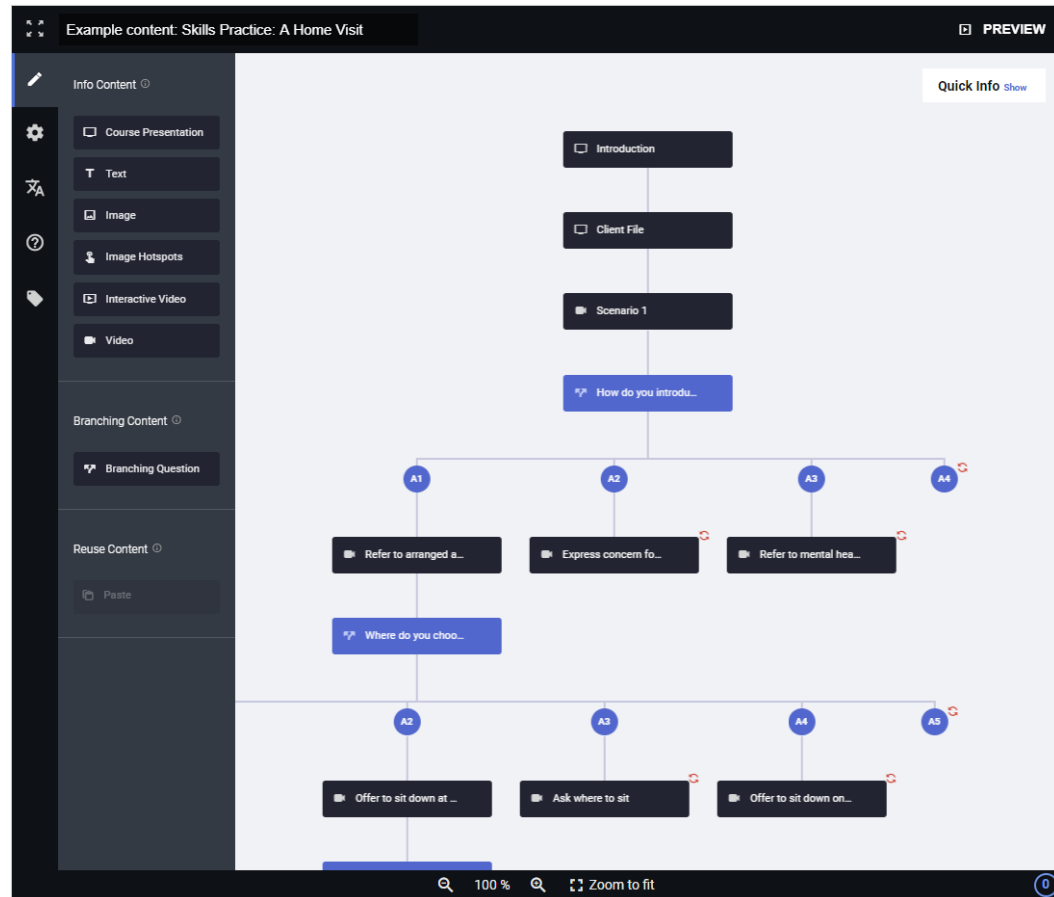 Example content: Skills Practice: A Home Visit
PREVIEW
Info Content
Course Presentation
Text
Image
Image Hotspots
Interactive Video
Video
Branching Content
Branching Question
Reuse Content
Paste
Quick Info Show
Introduction
Client File
Scenario 1
How do you introdu...
A1 A2 A3 A4
Refer to arranged a... Express concern fo... Refer to mental hea...
Where do you choo...
A2 A3 A4 A5
Offer to sit down at ... Ask where to sit Offer to sit down on...
100 % Zoom to fit
0